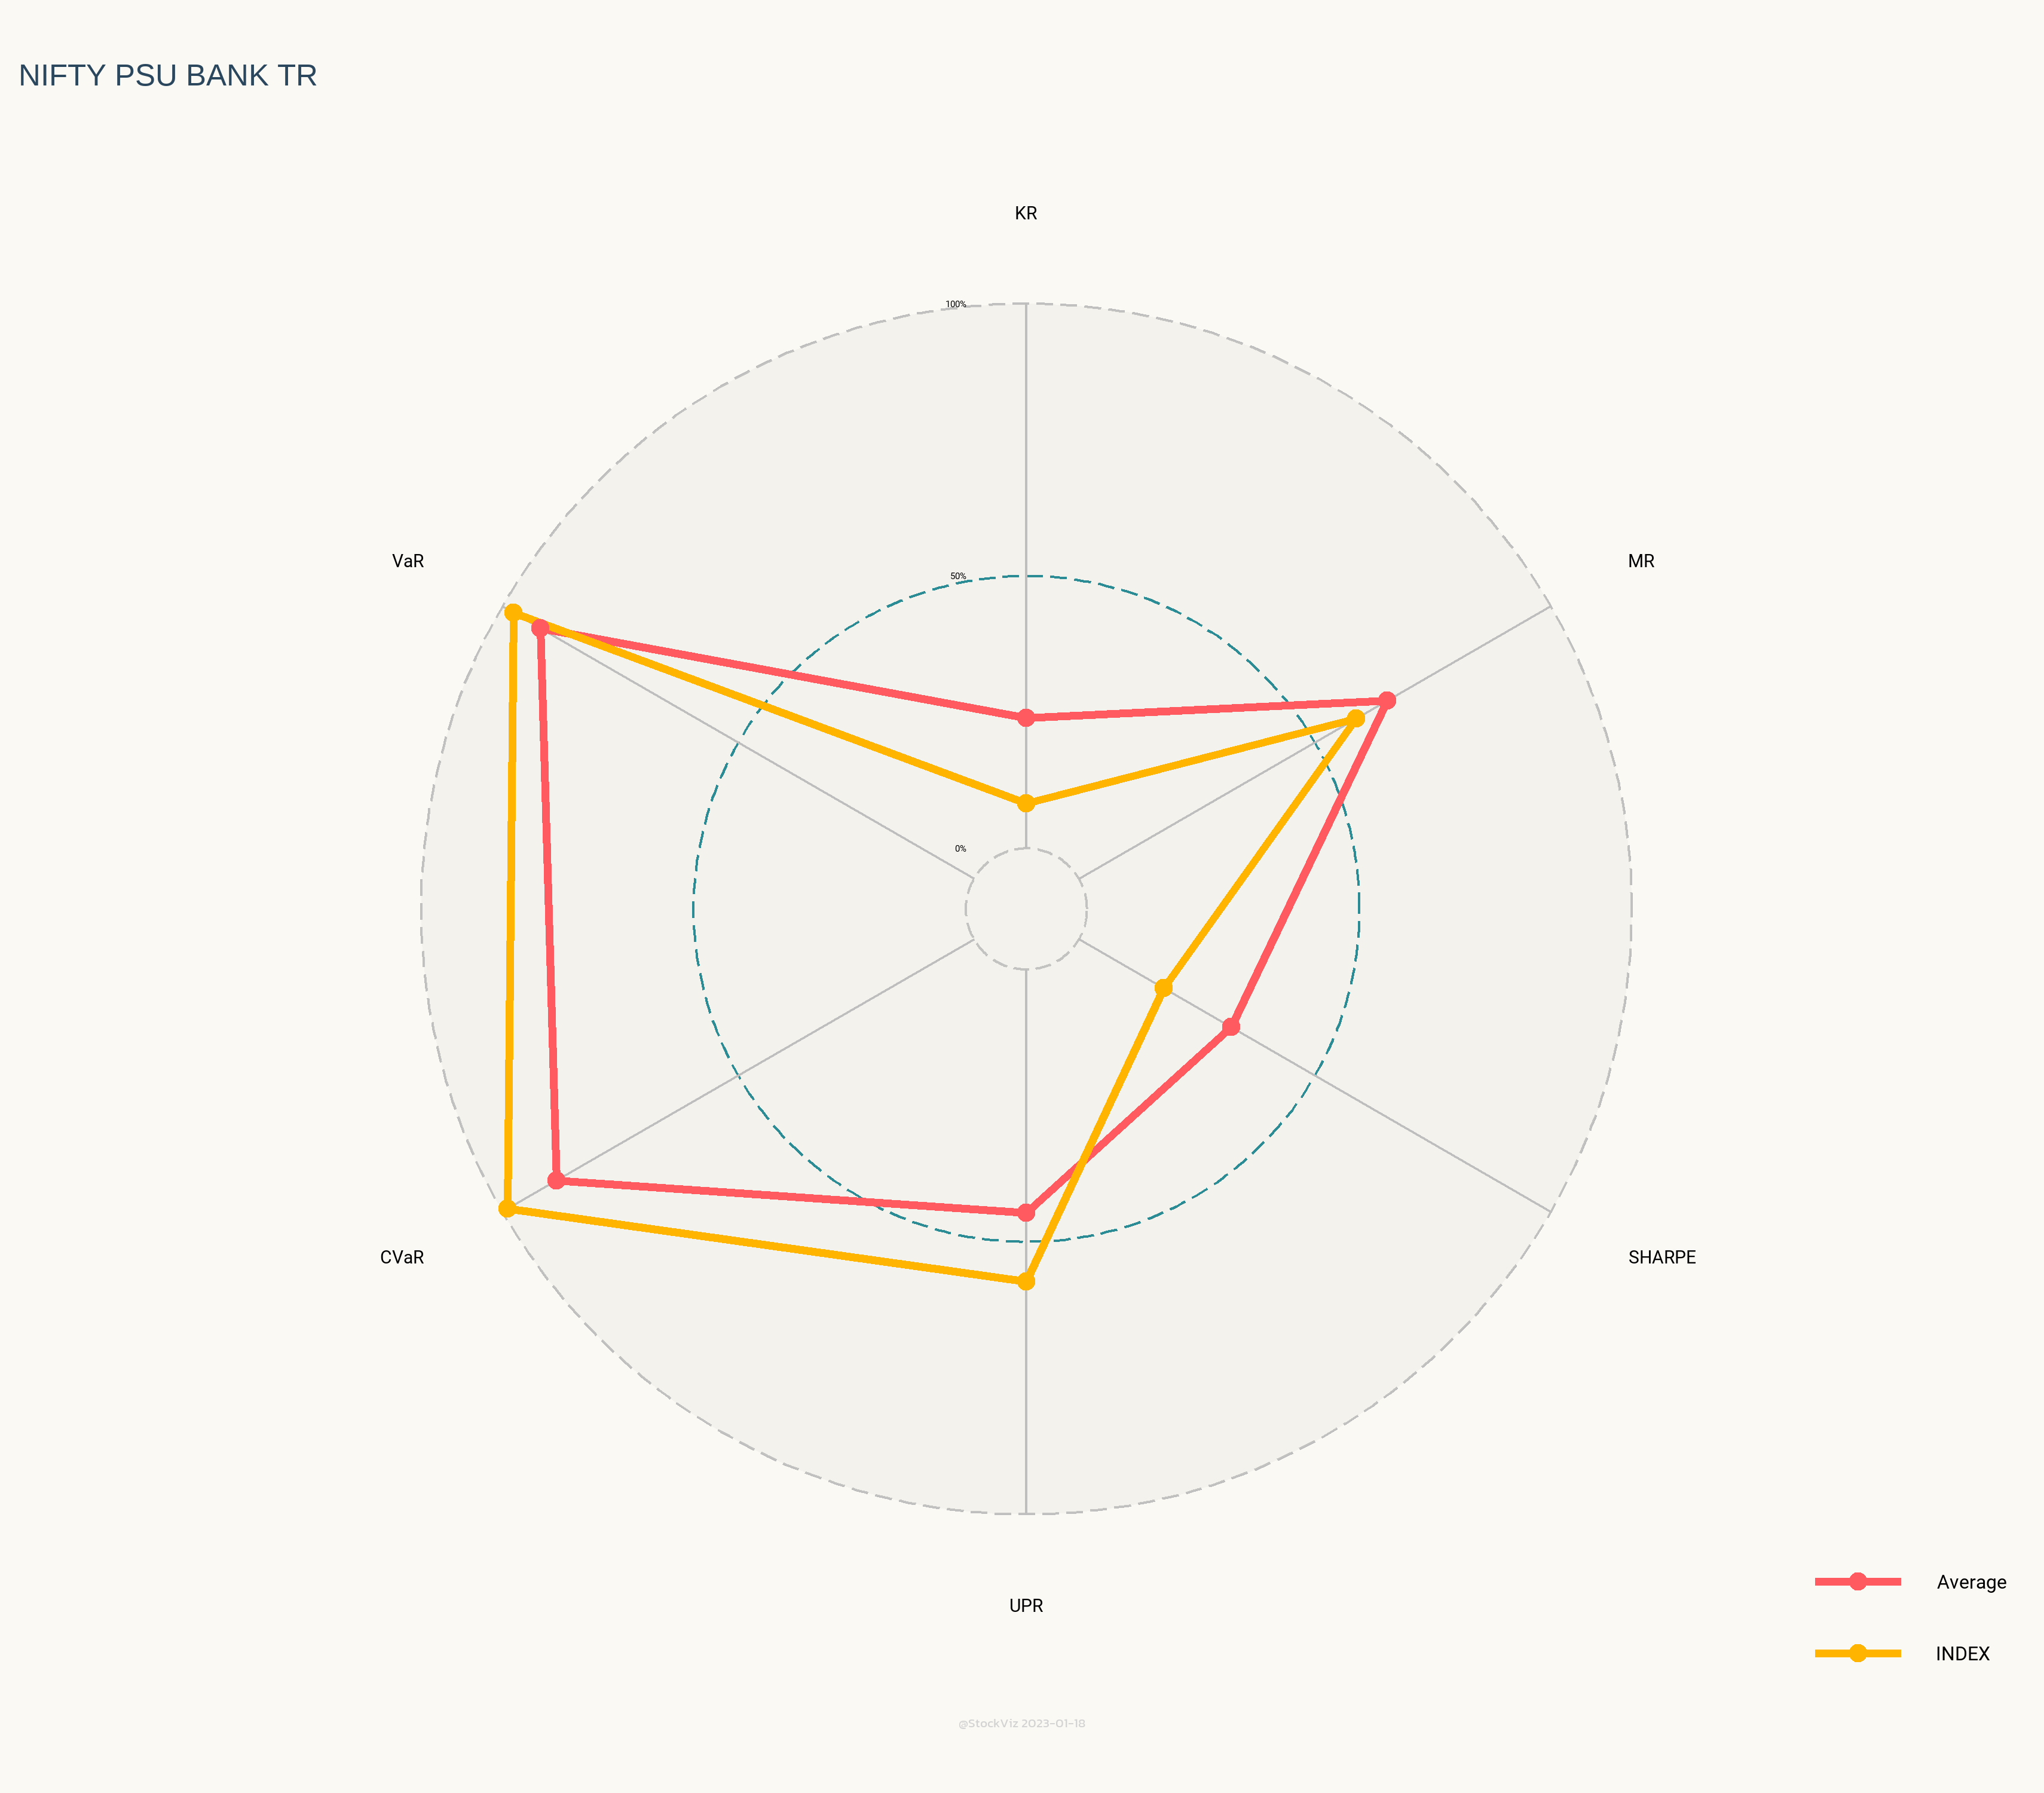 NIFTY PSU BANK TR
KR
100%
VaR
MR
50%
0%
CVaR
SHARPE
UPR
Average
INDEX
@StockViz 2023-01-18